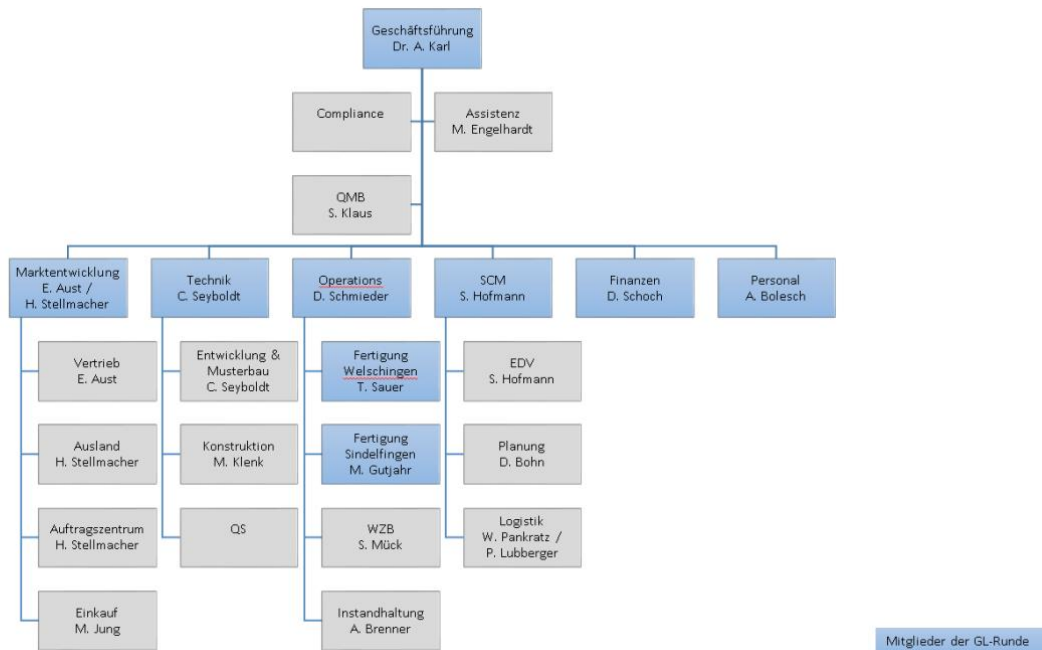 Geschäftsführung
Dr. A. Karl
Compliance
Assistenz
M. Engelhardt
QMB
S. Klaus
Marktentwicklung
E. Aust /
H. Stellmacher
Technik
C. Seyboldt
Operations
D. Schmieder
SCM
S. Hofmann
Finanzen
D. Schoch
Personal
A. Bolesch
Vertrieb
E. Aust
Entwicklung &
Musterbau
C. Seyboldt
Fertigung
Welschingen
T. Sauer
EDV
S. Hofmann
Ausland
H. Stellmacher
Konstruktion
M. Klenk
Fertigung
Sindelfingen
M. Gutjahr
Planung
D. Bohn
Auftragszentrum
H. Stellmacher
QS
WZB
S. Mück
Logistik
W. Pankratz /
P. Lubberger
Einkauf
M. Jung
Instandhaltung
A. Brenner
Mitglieder der GL-Runde